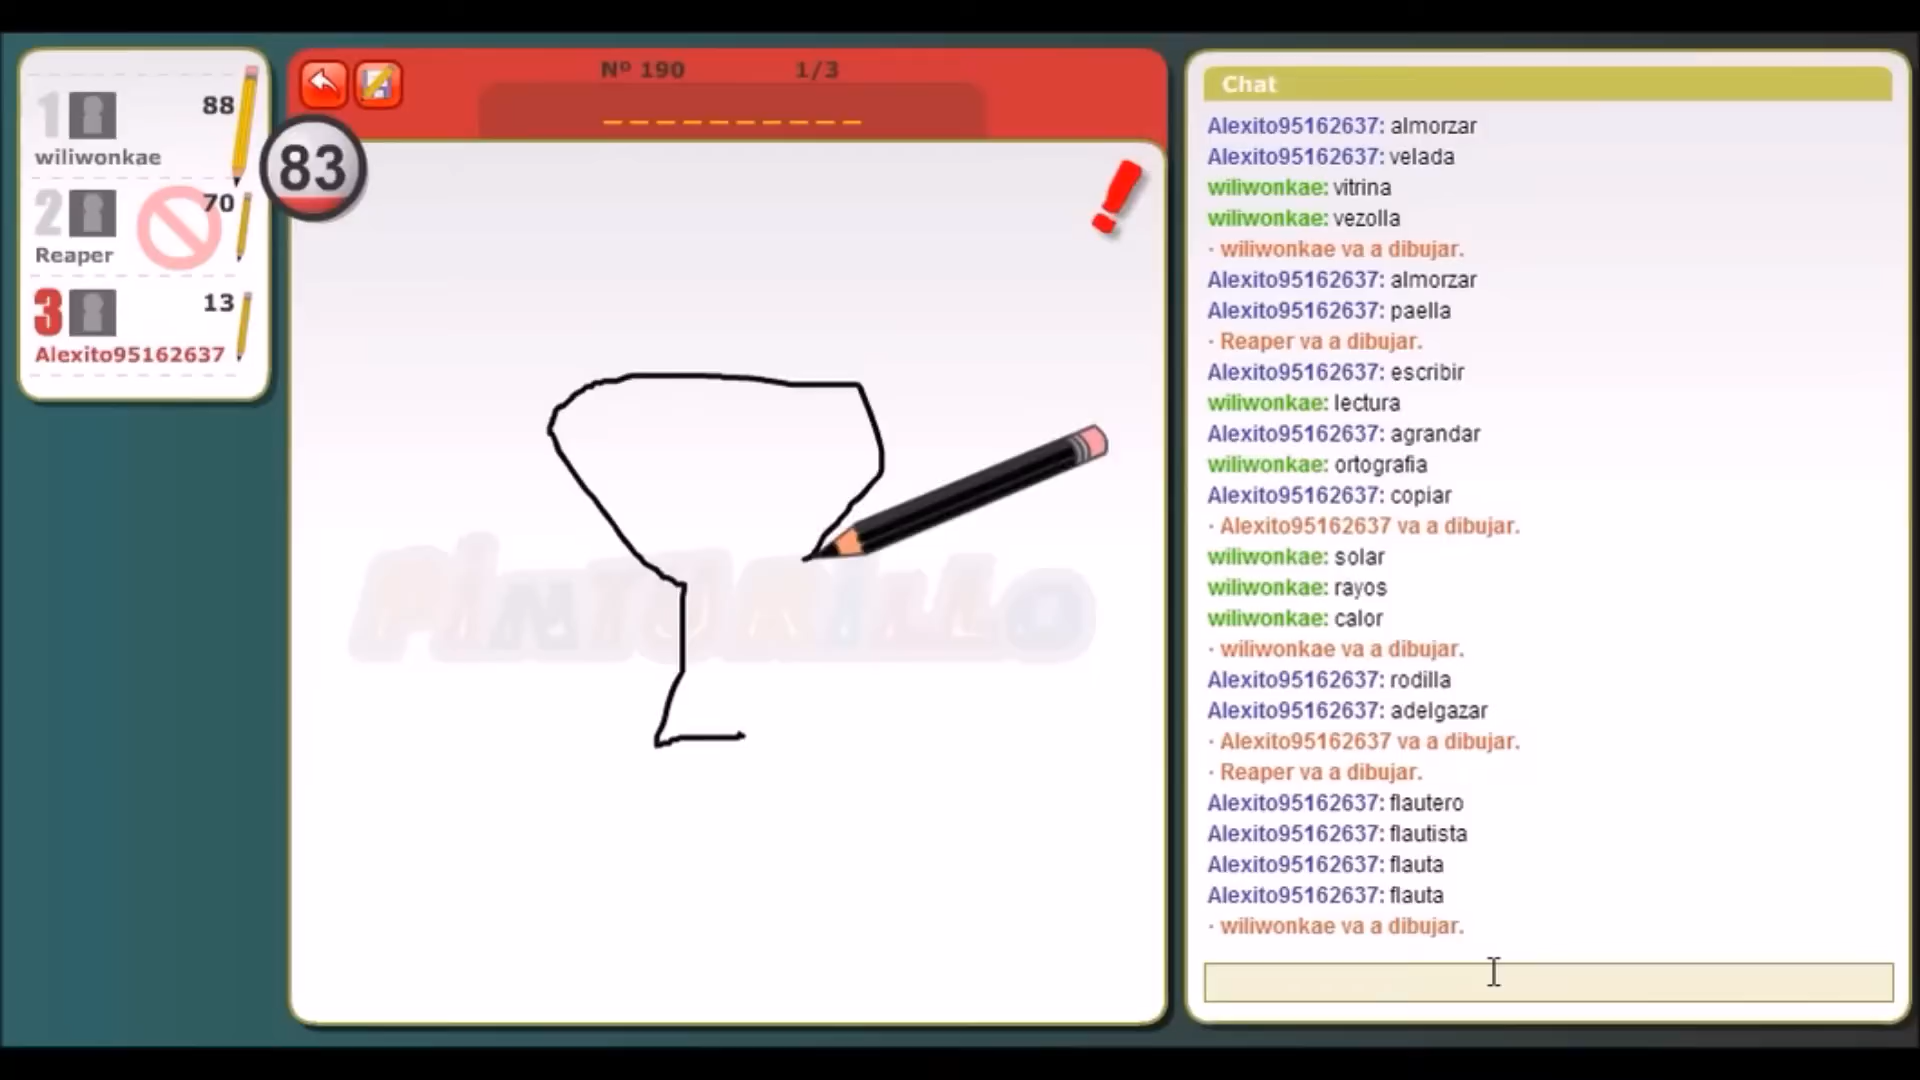 1
88
wiliwonkae
2
70
Reaper
3
13
Alexito95162637
83
Nº 190 1/3
_ _ _ _ _ _ _ _ _ _
PINTURILLO
Chat
Alexito95162637: almorzar
Alexito95162637: velada
wiliwonkae: vitrina
wiliwonkae: vezolla
· wiliwonkae va a dibujar.
Alexito95162637: almorzar
Alexito95162637: paella
· Reaper va a dibujar.
Alexito95162637: escribir
wiliwonkae: lectura
Alexito95162637: agrandar
wiliwonkae: ortografia
Alexito95162637: copiar
· Alexito95162637 va a dibujar.
wiliwonkae: solar
wiliwonkae: rayos
wiliwonkae: calor
· wiliwonkae va a dibujar.
Alexito95162637: rodilla
Alexito95162637: adelgazar
· Alexito95162637 va a dibujar.
· Reaper va a dibujar.
Alexito95162637: flautero
Alexito95162637: flautista
Alexito95162637: flauta
Alexito95162637: flauta
· wiliwonkae va a dibujar.